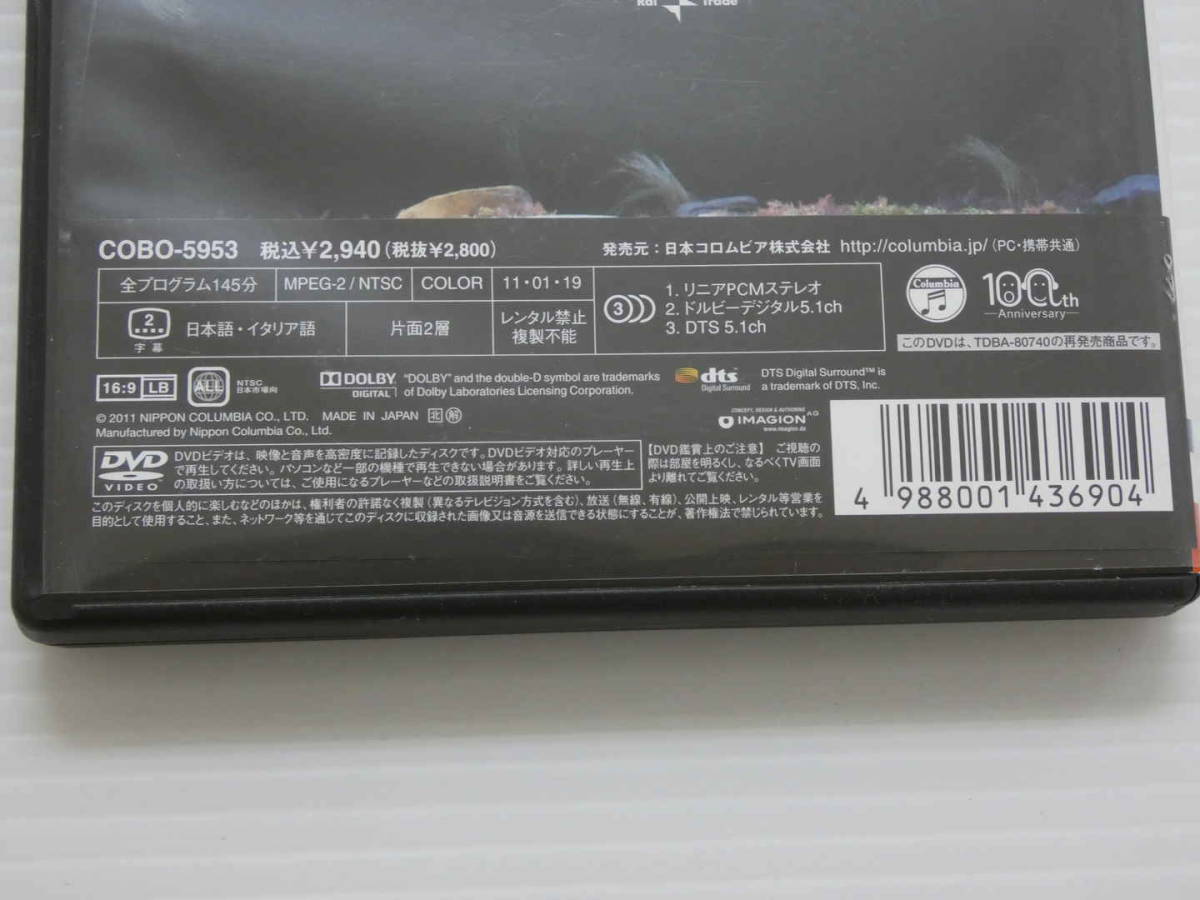 Rai Trade
COBO-5953 税込¥2,940(税抜¥2,800) 発売元:日本コロムビア株式会社 http://columbia.jp/(PC・携帯共通)
全プログラム145分 MPEG-2/NTSC COLOR 11・01・19
2 字幕 日本語・イタリア語 片面2層 レンタル禁止
複製不能
3 1. リニアPCMステレオ
2. ドルビーデジタル5.1ch
3. DTS 5.1ch
Columbia 100th
Anniversary
このDVDは、TDBA-80740の再発売商品です。
16:9 LB ALL NTSC
日本市場向
DOLBY
DIGITAL
"DOLBY" and the double-D symbol are trademarks
of Dolby Laboratories Licensing Corporation.
dts
Digital Surround
DTS Digital Surround™ is
a trademark of DTS, Inc.
© 2011 NIPPON COLUMBIA CO., LTD. MADE IN JAPAN 北 解
Manufactured by Nippon Columbia Co., Ltd.
CONCEPT, DESIGN & AUTHORING
IMAGION AG
www.imagion.de
DVD
VIDEO
DVDビデオは、映像と音声を高密度に記録したディスクです。DVDビデオ対応のプレーヤー
で再生してください。パソコンなど一部の機種で再生できない場合があります。詳しい再生上
の取扱い方については、ご使用になるプレーヤーなどの取扱説明書をご覧ください。
【DVD鑑賞上のご注意】 ご視聴の
際は部屋を明るくし、なるべくTV画面
より離れてご覧ください。
このディスクを個人的に楽しむなどのほかは、権利者の許諾なく複製(異なるテレビジョン方式を含む)、放送(無線、有線)、公開上映、レンタル等営業を
目的として使用すること、また、ネットワーク等を通じてこのディスクに収録された画像又は音源を送信できる状態にすることが、著作権法で禁じられています。
4 988001 436904